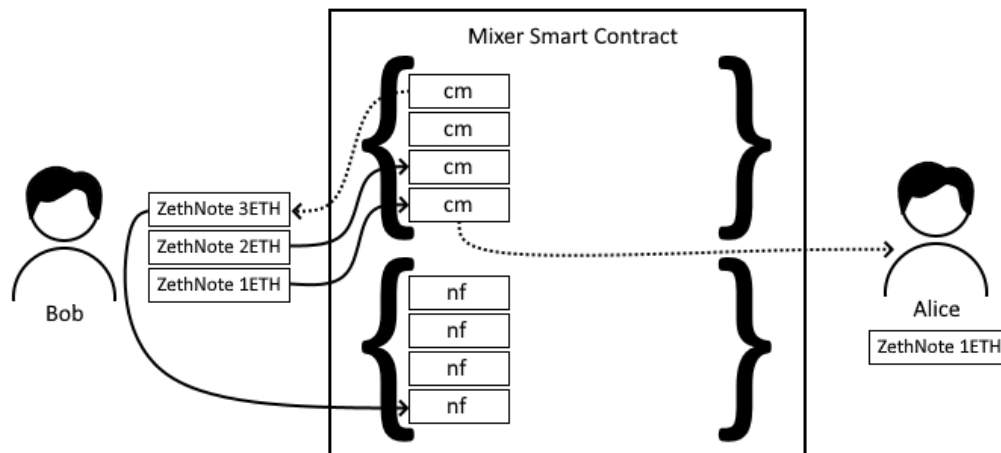 Mixer Smart Contract
cm
cm
cm
cm
ZethNote 3ETH
ZethNote 2ETH
ZethNote 1ETH
Bob
nf
nf
nf
nf
Alice
ZethNote 1ETH